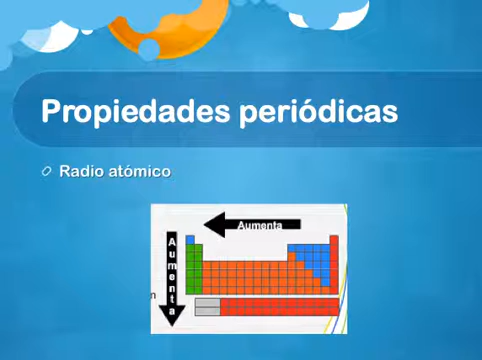 Propiedades periódicas
Radio atómico
Aumenta
Aumenta
n